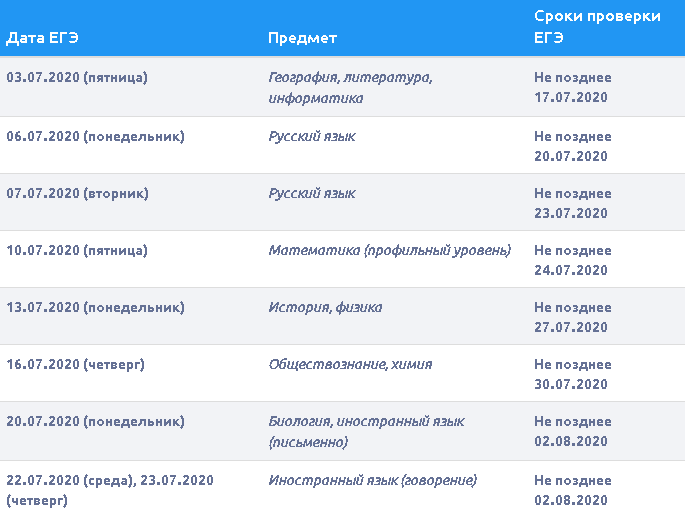 Дата ЕГЭ
Предмет
Сроки проверки
ЕГЭ
03.07.2020 (пятница)
География, литература,
информатика
Не позднее
17.07.2020
06.07.2020 (понедельник)
Русский язык
Не позднее
20.07.2020
07.07.2020 (вторник)
Русский язык
Не позднее
23.07.2020
10.07.2020 (пятница)
Математика (профильный уровень)
Не позднее
24.07.2020
13.07.2020 (понедельник)
История, физика
Не позднее
27.07.2020
16.07.2020 (четверг)
Обществознание, химия
Не позднее
30.07.2020
20.07.2020 (понедельник)
Биология, иностранный язык
(письменно)
Не позднее
02.08.2020
22.07.2020 (среда), 23.07.2020
(четверг)
Иностранный язык (говорение)
Не позднее
02.08.2020